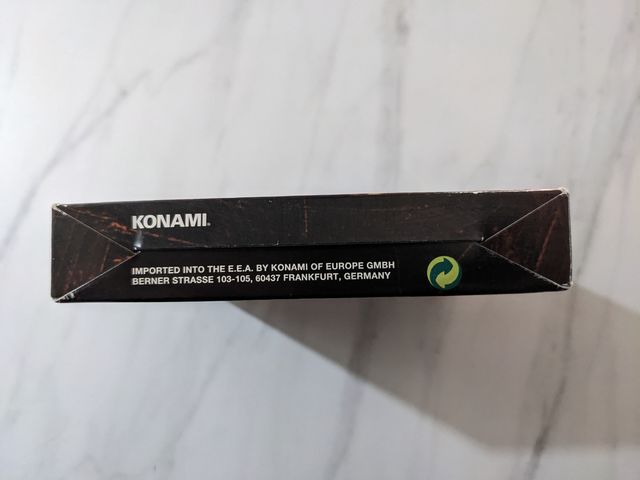 KONAMI
IMPORTED INTO THE E.E.A. BY KONAMI OF EUROPE GMBH
BERNER STRASSE 103-105, 60437 FRANKFURT, GERMANY